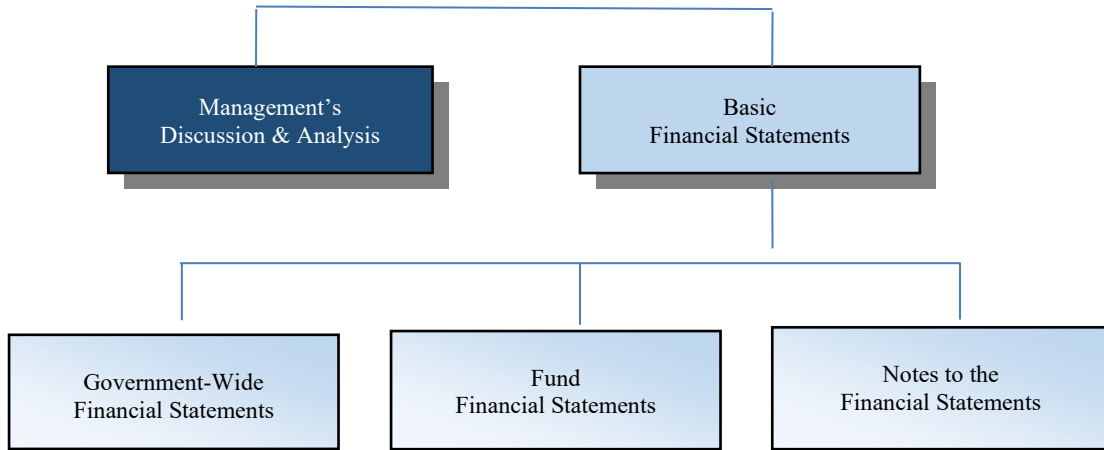 Management’s
Discussion & Analysis
Basic
Financial Statements
Government-Wide
Financial Statements
Fund
Financial Statements
Notes to the
Financial Statements